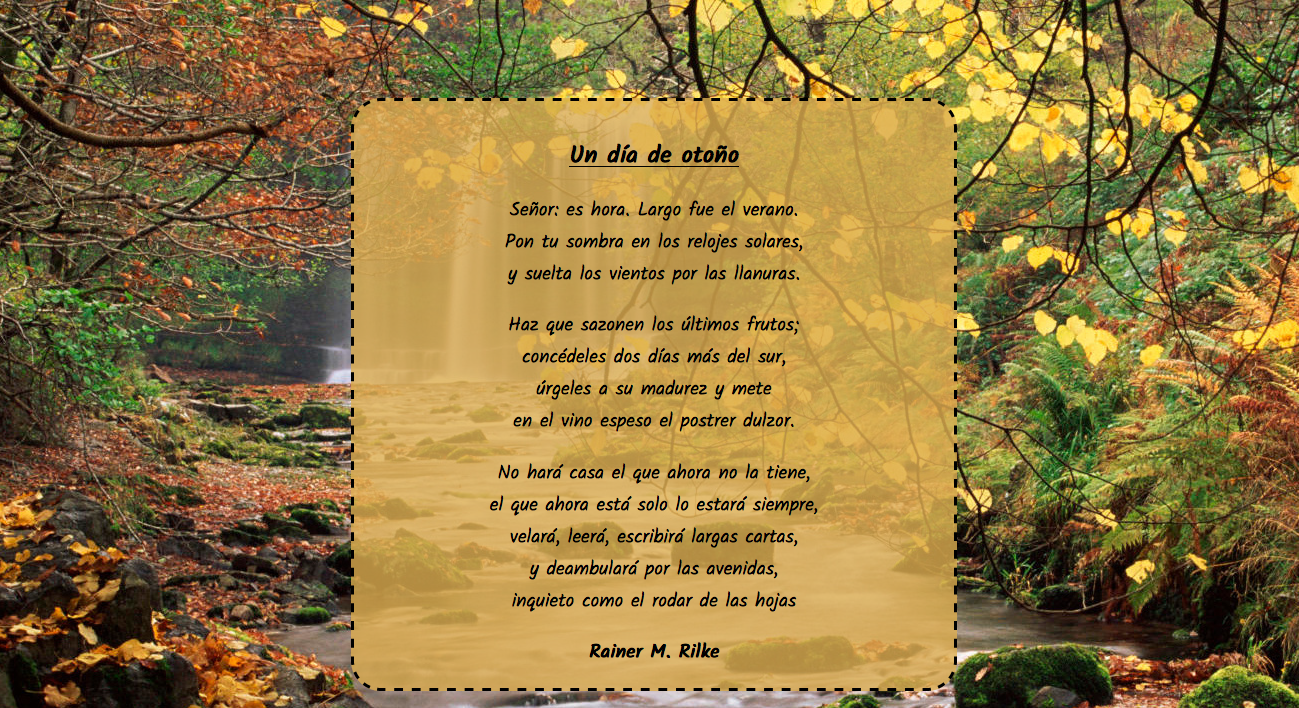 Un día de otoño
Señor: es hora. Largo fue el verano.
Pon tu sombra en los relojes solares,
y suelta los vientos por las llanuras.
Haz que sazonen los últimos frutos;
concédeles dos días más del sur,
úrgeles a su madurez y mete
en el vino espeso el postrer dulzor.
No hará casa el que ahora no la tiene,
el que ahora está solo lo estará siempre,
velará, leerá, escribirá largas cartas,
y deambulará por las avenidas,
inquieto como el rodar de las hojas
Rainer M. Rilke